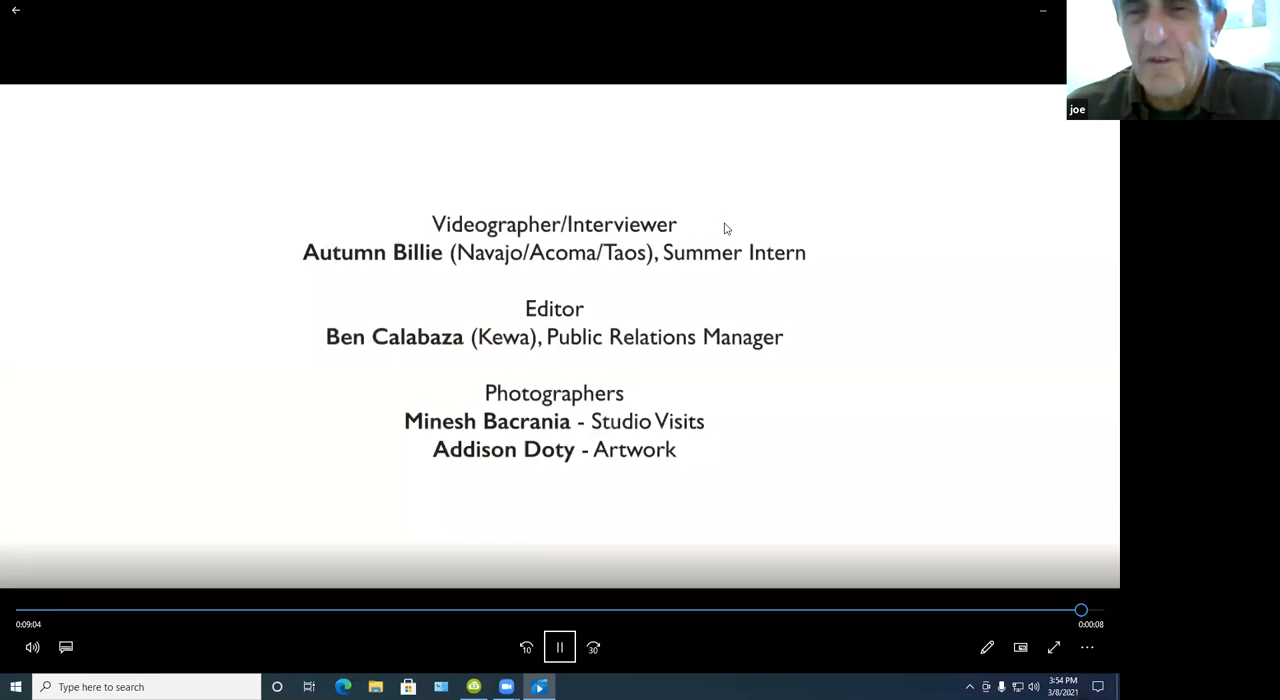 joe
Videographer/Interviewer
Autumn Billie (Navajo/Acoma/Taos), Summer Intern
Editor
Ben Calabaza (Kewa), Public Relations Manager
Photographers
Minesh Bacrania - Studio Visits
Addison Doty - Artwork
0:09:04
0:00:08
10
30
Type here to search
3:54 PM
3/8/2021